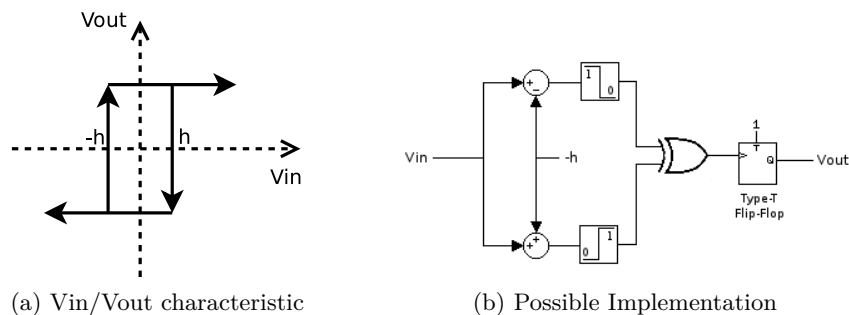 Vout
-h
h
Vin
(a) Vin/Vout characteristic
Vin
+
-
1
0
-h
+
+
0
1
1
T
Q
Vout
Type-T
Flip-Flop
(b) Possible Implementation